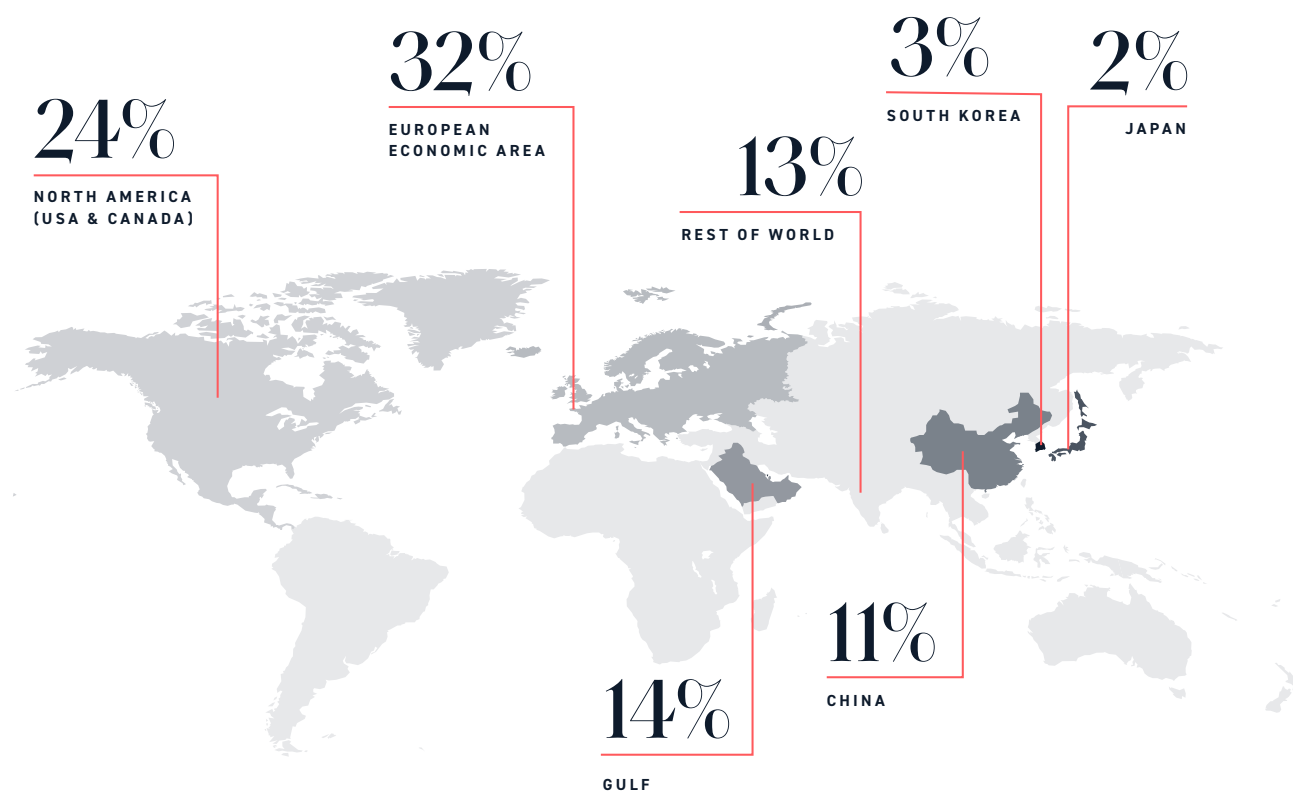 24%
NORTH AMERICA
(USA & CANADA)
32%
EUROPEAN
ECONOMIC AREA
13%
REST OF WORLD
3%
SOUTH KOREA
2%
JAPAN
14%
GULF
11%
CHINA